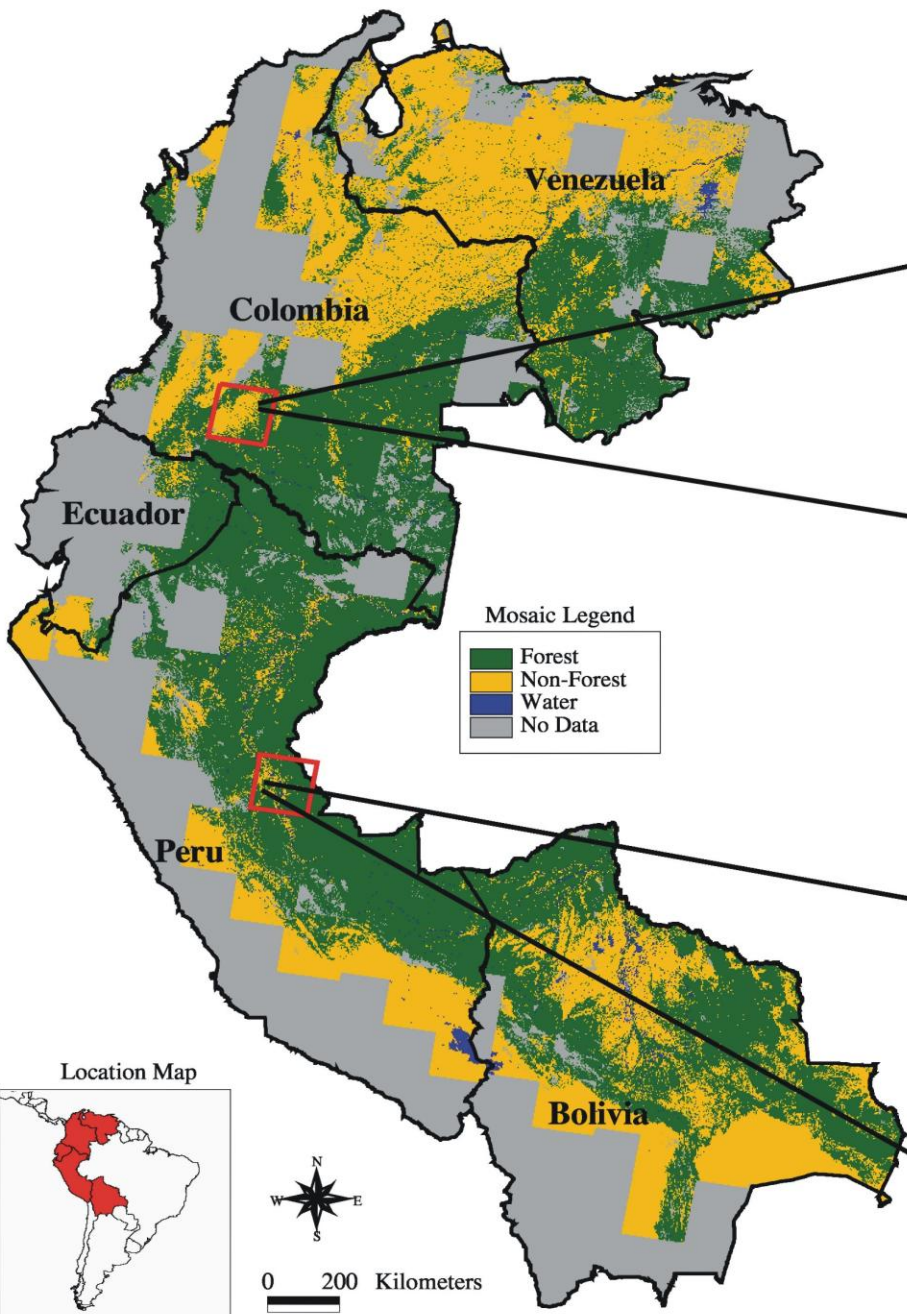 Venezuela
Colombia
Ecuador
Mosaic Legend
Forest
Non-Forest
Water
No Data
Peru
Bolivia
Location Map
N
W E
S
0 200 Kilometers